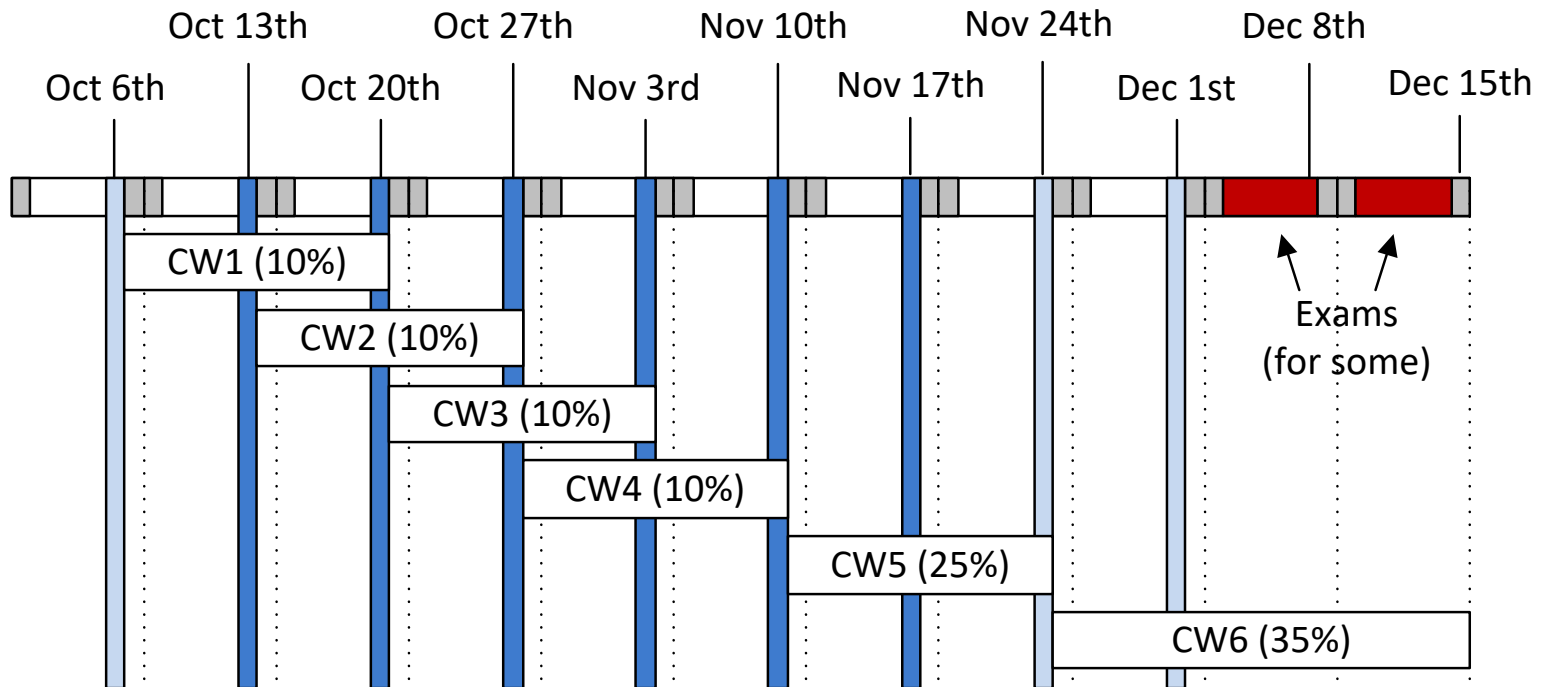 Oct 13th
Oct 27th
Nov 10th
Nov 24th
Dec 8th
Oct 6th
Oct 20th
Nov 3rd
Nov 17th
Dec 1st
Dec 15th
CW1 (10%)
CW2 (10%)
Exams
(for some)
CW3 (10%)
CW4 (10%)
CW5 (25%)
CW6 (35%)